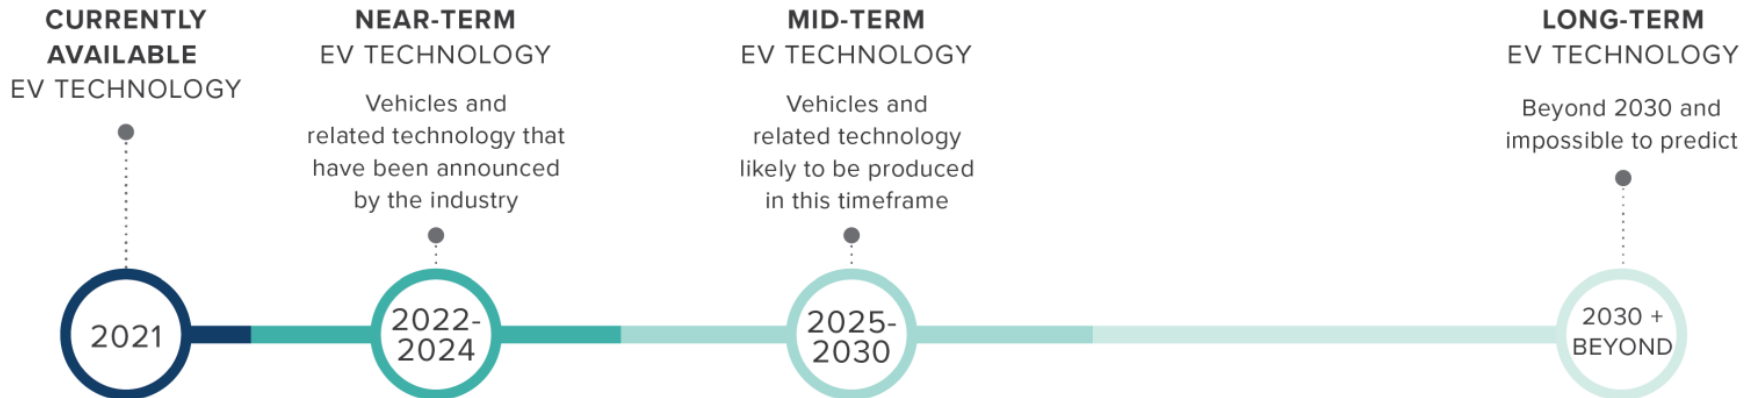 CURRENTLY
AVAILABLE
EV TECHNOLOGY
2021
NEAR-TERM
EV TECHNOLOGY
Vehicles and
related technology that
have been announced
by the industry
2022-
2024
MID-TERM
EV TECHNOLOGY
Vehicles and
related technology
likely to be produced
in this timeframe
2025-
2030
LONG-TERM
EV TECHNOLOGY
Beyond 2030 and
impossible to predict
2030 +
BEYOND